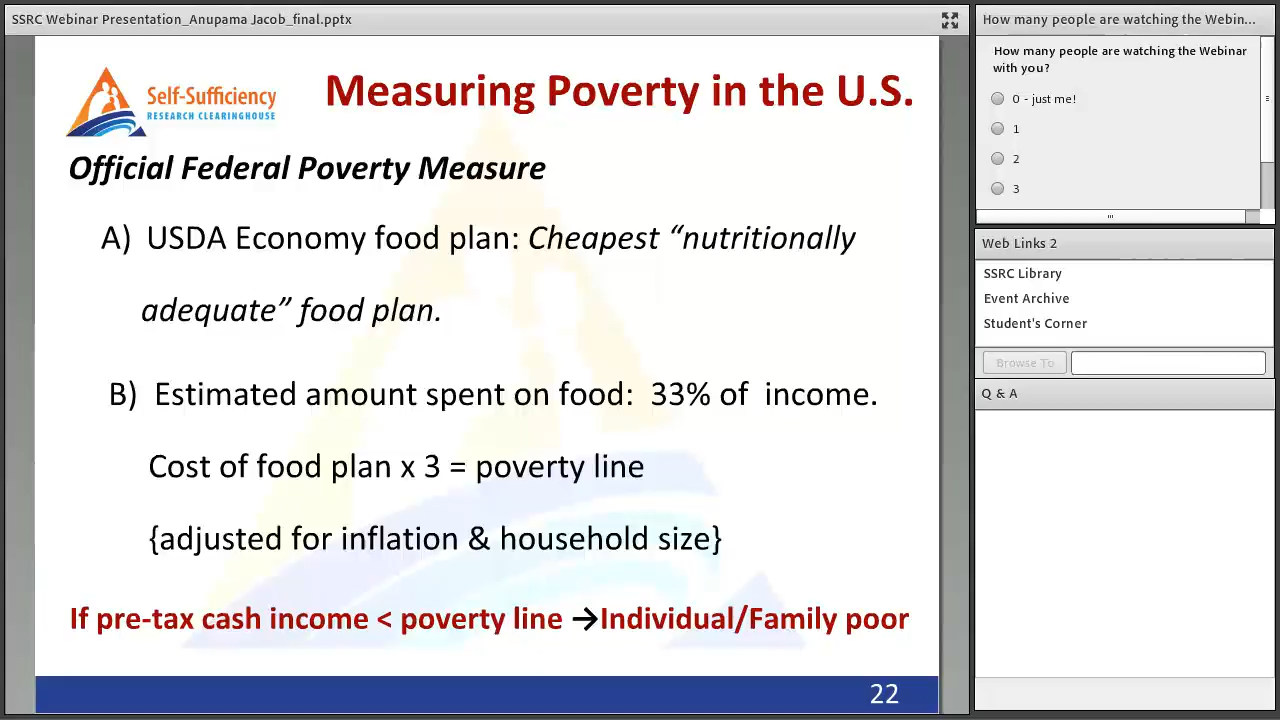 SSRC Webinar Presentation_Anupama Jacob_final.pptx
Self-Sufficiency
RESEARCH CLEARINGHOUSE
Measuring Poverty in the U.S.
Official Federal Poverty Measure
A) USDA Economy food plan: Cheapest “nutritionally
adequate” food plan.
B) Estimated amount spent on food: 33% of income.
Cost of food plan x 3 = poverty line
{adjusted for inflation & household size}
If pre-tax cash income < poverty line →Individual/Family poor
22
How many people are watching the Webin...
How many people are watching the Webinar
with you?
0 - just me!
1
2
3
Web Links 2
SSRC Library
Event Archive
Student's Corner
Browse To
Q & A